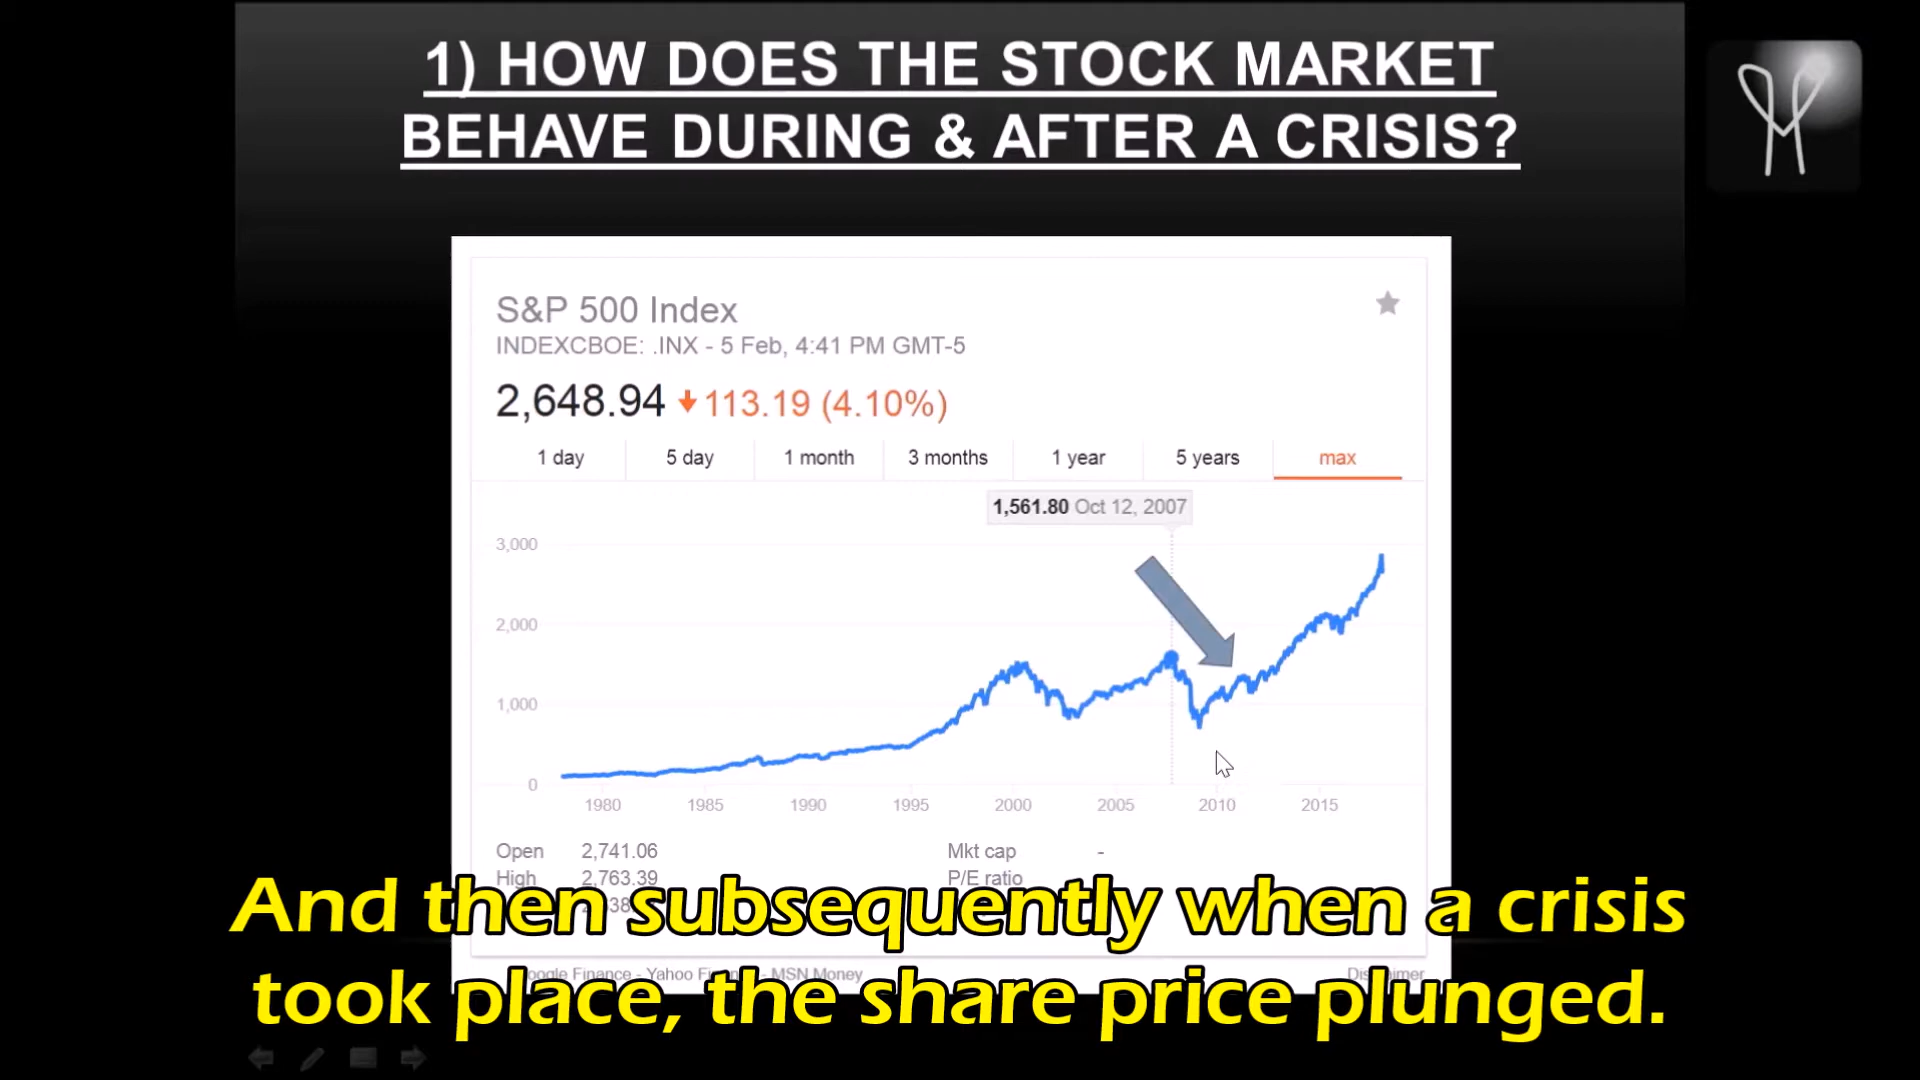 1) HOW DOES THE STOCK MARKET
BEHAVE DURING & AFTER A CRISIS?
S&P 500 Index
INDEXCBOE: .INX - 5 Feb, 4:41 PM GMT-5
2,648.94 113.19 (4.10%)
1 day 5 day 1 month 3 months 1 year 5 years max
1,561.80 Oct 12, 2007
3,000
2,000
1,000
0
1980 1985 1990 1995 2000 2005 2010 2015
Open 2,741.06 Mkt cap -
High 2,763.39 P/E ratio
And then subsequently when a crisis
Finance - Yahoo - MSN Money
took place, the share price plunged.